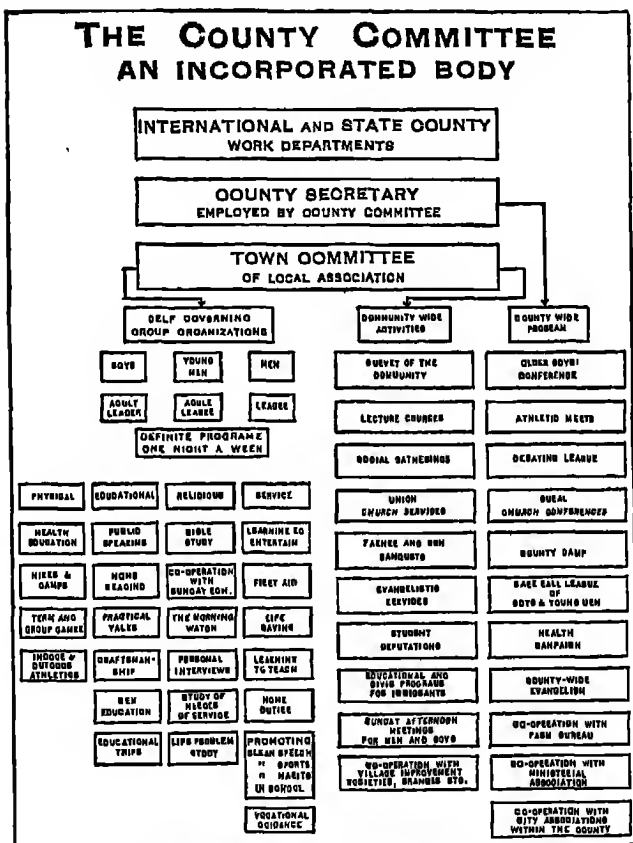 THE COUNTY COMMITTEE
AN INCORPORATED BODY
INTERNATIONAL AND STATE COUNTY
WORK DEPARTMENTS
COUNTY SECRETARY
EMPLOYED BY COUNTY COMMITTEE
TOWN COMMITTEE
OF LOCAL ASSOCIATION
SELF GOVERNING
GROUP ORGANIZATIONS
BOYS
YOUNG
MEN
MEN
ADULT
LEADER
ADULT
LEADER
LEADER
DEFINITE PROGRAMS
ONE NIGHT A WEEK
PHYSICAL
HEALTH
EDUCATION
HIKES &
CAMPS
TEAM AND
GROUP GAMES
INDOOR &
OUTDOOR
ATHLETICS
EDUCATIONAL
PUBLIC
SPEAKING
HOME
READING
PRACTICAL
TALKS
DRAFTSMAN-
SHIP
SEX
EDUCATION
EDUCATIONAL
TRIPS
RELIGIOUS
BIBLE
STUDY
CO-OPERATION
WITH
SUNDAY SCH.
THE MORNING
WATCH
PERSONAL
INTERVIEWS
STUDY OF
HEROES
OF SERVICE
LIFE PROBLEM
STUDY
SERVICE
LEARNING TO
ENTERTAIN
FIRST AID
LIFE
SAVING
LEARNING
TO TEACH
HOME
DUTIES
PROMOTING
CLEAN SPEECH
" SPORTS
" HABITS
IN SCHOOL
VOCATIONAL
GUIDANCE
COMMUNITY WIDE
ACTIVITIES
SURVEY OF THE
COMMUNITY
LECTURE COURSES
SOCIAL GATHERINGS
UNION
CHURCH SERVICES
FATHER AND SON
BANQUETS
EVANGELISTIC
SERVICES
STUDENT
DEPUTATIONS
EDUCATIONAL AND
CIVIC PROGRAMS
FOR IMMIGRANTS
SUNDAY AFTERNOON
MEETINGS
FOR MEN AND BOYS
CO-OPERATION WITH
VILLAGE IMPROVEMENT
SOCIETIES, GRANGES ETC.
COUNTY WIDE
PROGRAM
OLDER BOYS'
CONFERENCE
ATHLETIC MEETS
DEBATING LEAGUE
RURAL
CHURCH CONFERENCES
COUNTY CAMP
BASE BALL LEAGUE
OF
BOYS & YOUNG MEN
HEALTH
CAMPAIGN
COUNTY-WIDE
EVANGELISM
CO-OPERATION WITH
FARM BUREAU
CO-OPERATION WITH
MINISTERIAL
ASSOCIATION
CO-OPERATION WITH
CITY ASSOCIATIONS
WITHIN THE COUNTY